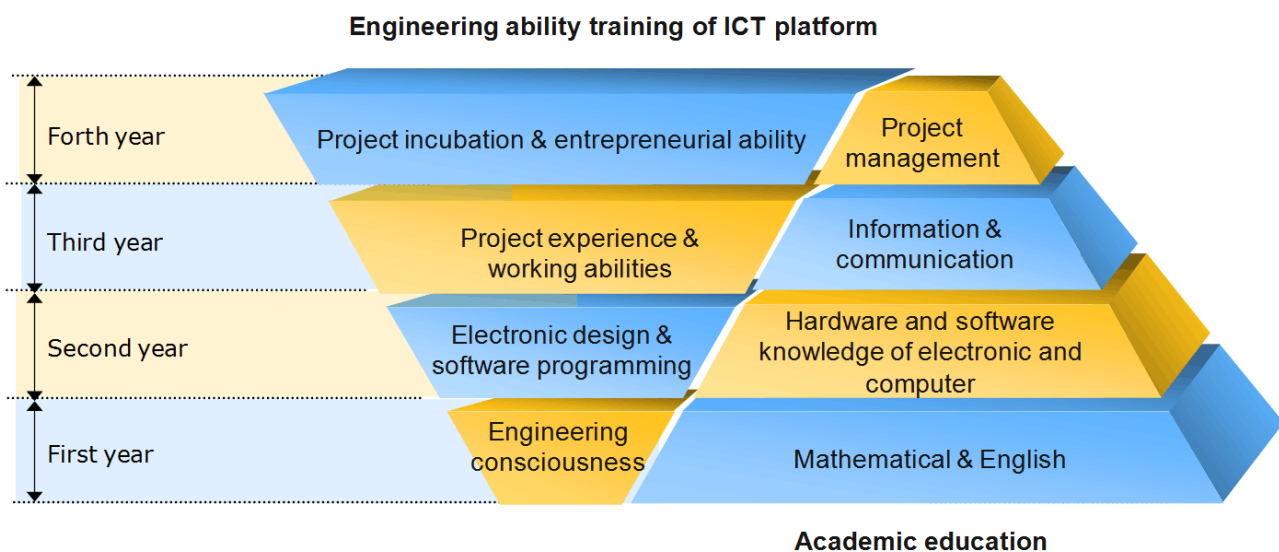 Engineering ability training of ICT platform
Forth year
Project incubation & entrepreneurial ability
Project
management
Third year
Project experience &
working abilities
Information &
communication
Second year
Electronic design &
software programming
Hardware and software
knowledge of electronic and
computer
First year
Engineering
consciousness
Mathematical & English
Academic education